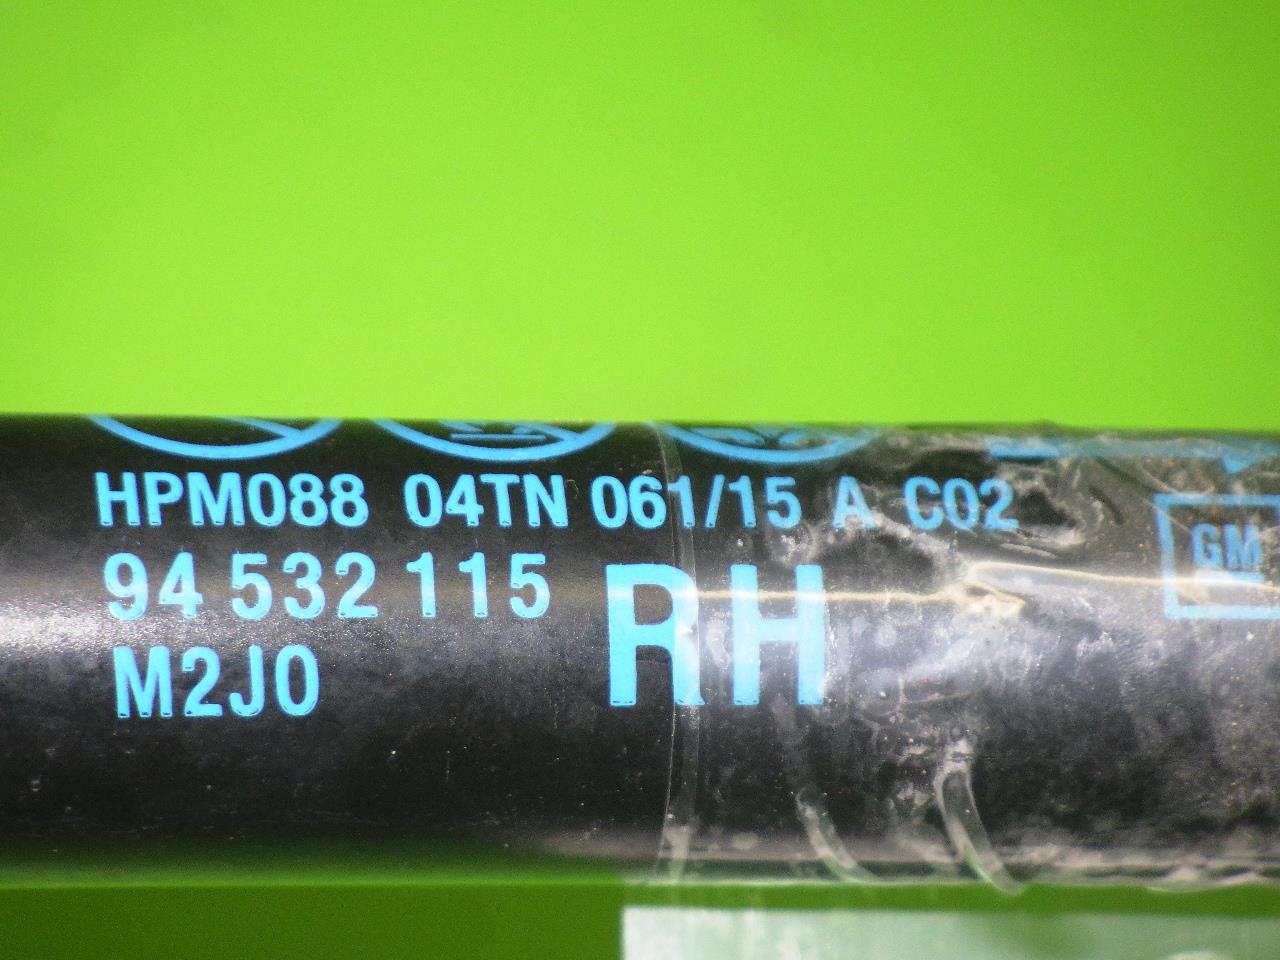 HPM088 04TN 061/15 A C02
94 532 115 RH
M2J0
GM